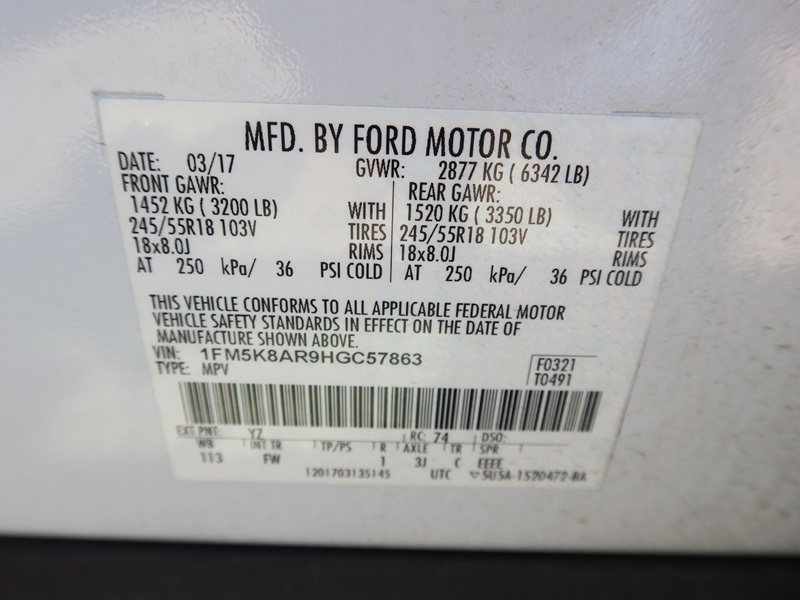 MFD. BY FORD MOTOR CO.
DATE: 03/17 GVWR: 2877 KG ( 6342 LB)
FRONT GAWR: REAR GAWR:
1452 KG ( 3200 LB) WITH 1520 KG ( 3350 LB) WITH
245/55R18 103V TIRES 245/55R18 103V TIRES
18x8.0J RIMS 18x8.0J RIMS
AT 250 kPa/ 36 PSI COLD AT 250 kPa/ 36 PSI COLD
THIS VEHICLE CONFORMS TO ALL APPLICABLE FEDERAL MOTOR
VEHICLE SAFETY STANDARDS IN EFFECT ON THE DATE OF
MANUFACTURE SHOWN ABOVE.
VIN: 1FM5K8AR9HGC57863 F0321
TYPE: MPV T0491
EXT PNT: YZ RC: 74 DSO:
WB INT TR TP/PS R AXLE TR SPR
113 FW 1 3J C EEEE
1201703135145 UTC 5U5A-1520472-BA